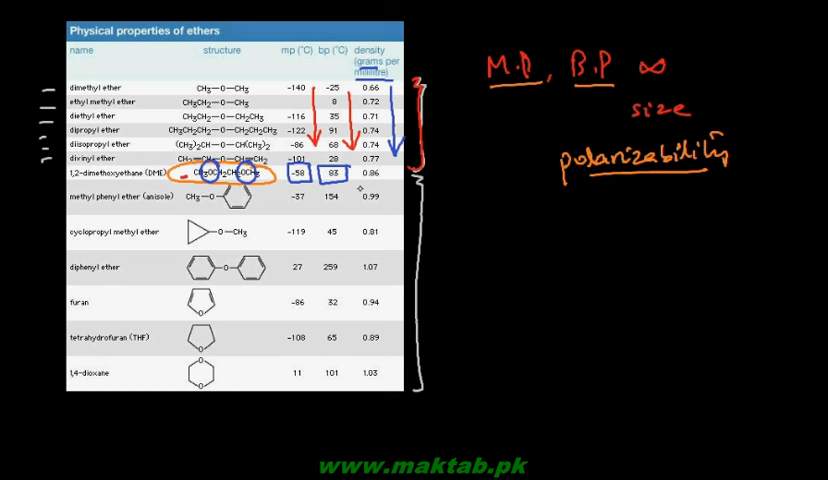 Physical properties of ethers
name structure mp (°C) bp (°C) density (grams per millilitre)
dimethyl ether CH₃—O—CH₃ -140 -25 0.66
ethyl methyl ether CH₃CH₂—O—CH₃ 8 0.72
diethyl ether CH₃CH₂—O—CH₂CH₃ -116 35 0.71
dipropyl ether CH₃CH₂CH₂—O—CH₂CH₂CH₃ -122 91 0.74
diisopropyl ether (CH₃)₂CH—O—CH(CH₃)₂ -86 68 0.74
divinyl ether CH₂=CH—O—CH=CH₂ -101 28 0.77
1,2-dimethoxyethane (DME) CH₃OCH₂CH₂OCH₃ -58 83 0.86
methyl phenyl ether (anisole) CH₃—O— -37 154 0.99
cyclopropyl methyl ether —O—CH₃ -119 45 0.81
diphenyl ether —O— 27 259 1.07
furan O -86 32 0.94
tetrahydrofuran (THF) O -108 65 0.89
1,4-dioxane O O 11 101 1.03
M.P, B.P ∝
size
polarizability
www.maktab.pk